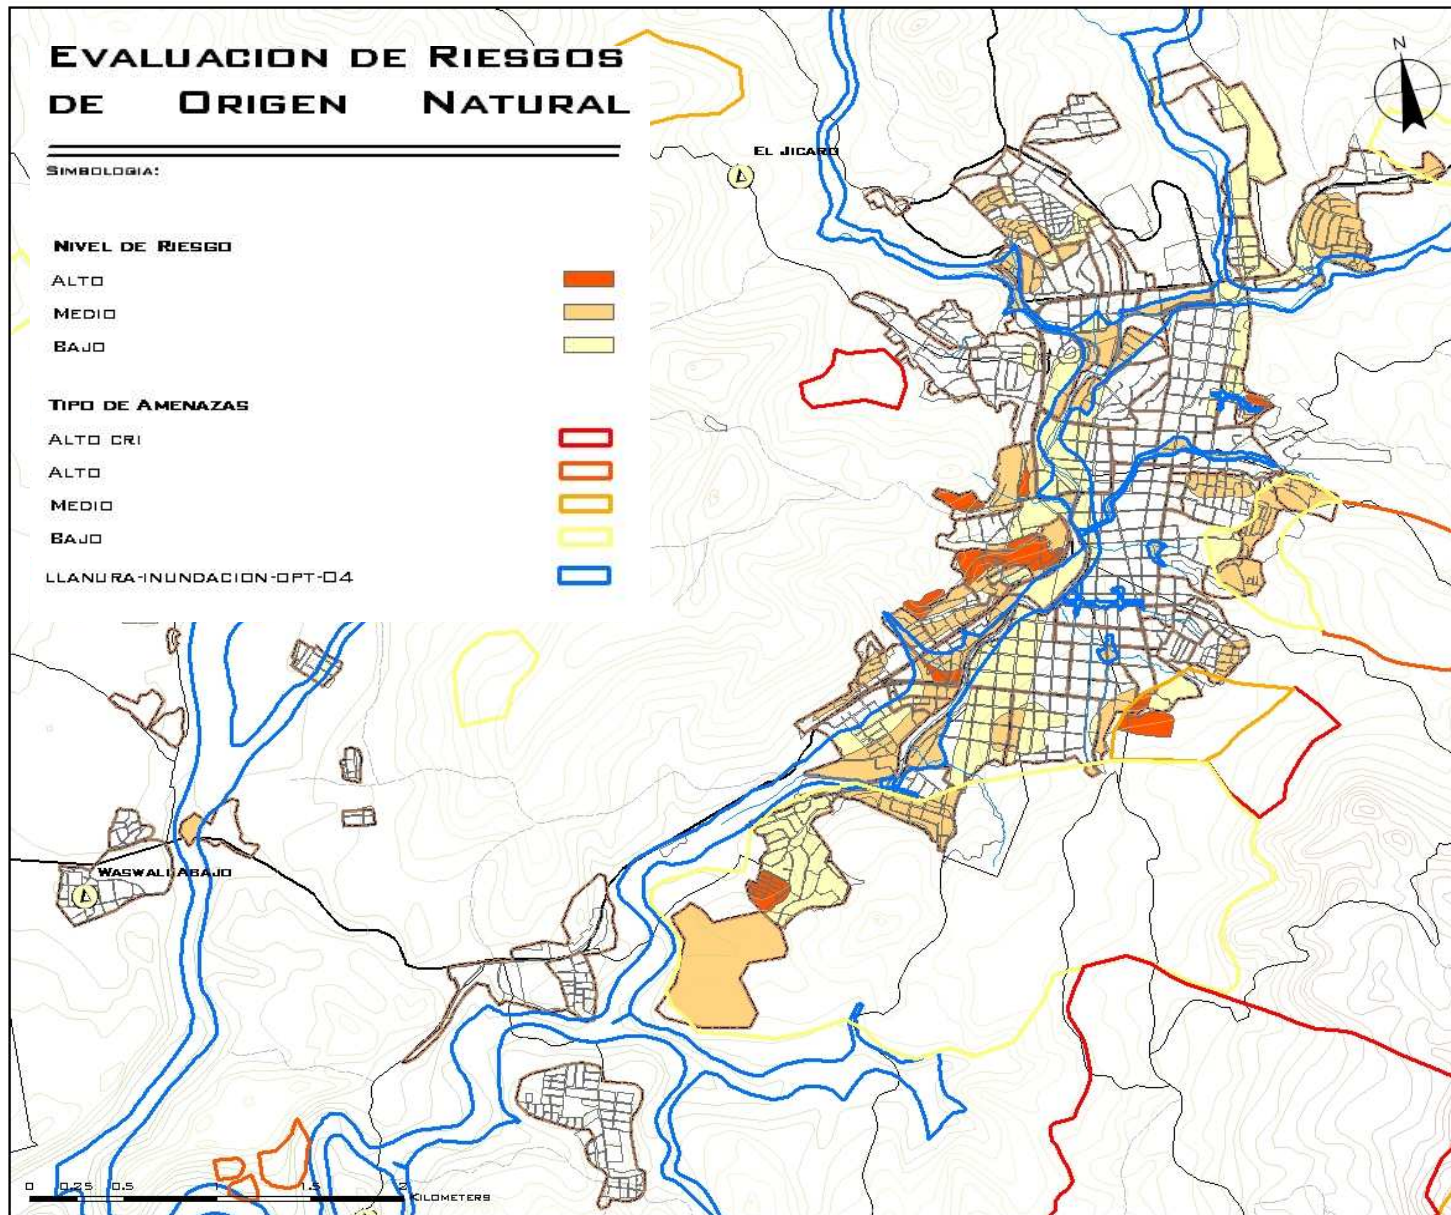 EVALUACION DE RIESGOS
DE ORIGEN NATURAL
SIMBOLOGIA:
NIVEL DE RIESGO
ALTO
MEDIO
BAJO
TIPO DE AMENAZAS
ALTO CRI
ALTO
MEDIO
BAJO
LLANURA-INUNDACION-OPT-04
N
EL JICARO
WASWALI ABAJO
0 0.25 0.5 1 1.5 2
KILOMETERS